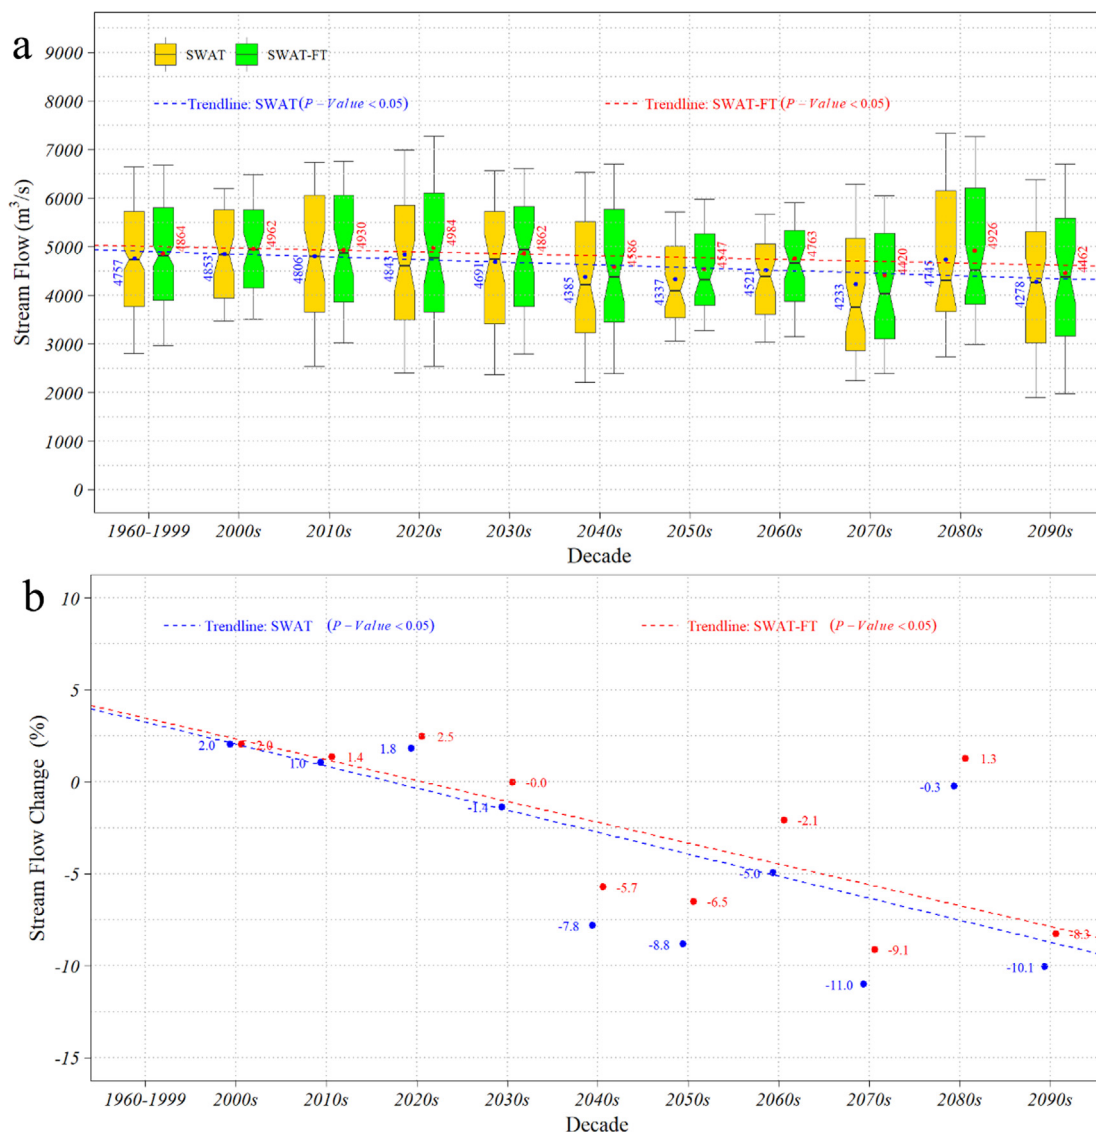 a
9000
SWAT SWAT-FT
8000
Trendline: SWAT (P – Value < 0.05) Trendline: SWAT-FT (P – Value < 0.05)
7000
6000
5000
4000
3000
2000
1000
0
Stream Flow (m³/s)
4757 4864 4853 4962 4806 4930 4843 4984 4691 4862 4385 4586 4337 4547 4521 4763 4233 4420 4745 4926 4278 4462
1960-1999 2000s 2010s 2020s 2030s 2040s 2050s 2060s 2070s 2080s 2090s
Decade
b
10
Trendline: SWAT (P – Value < 0.05) Trendline: SWAT-FT (P – Value < 0.05)
5
0
-5
-10
-15
Stream Flow Change (%)
2.0 2.0 1.0 1.4 1.8 2.5 -1.4 -0.0 -7.8 -5.7 -8.8 -6.5 -5.0 -2.1 -11.0 -9.1 -0.3 1.3 -10.1 -8.3
1960-1999 2000s 2010s 2020s 2030s 2040s 2050s 2060s 2070s 2080s 2090s
Decade